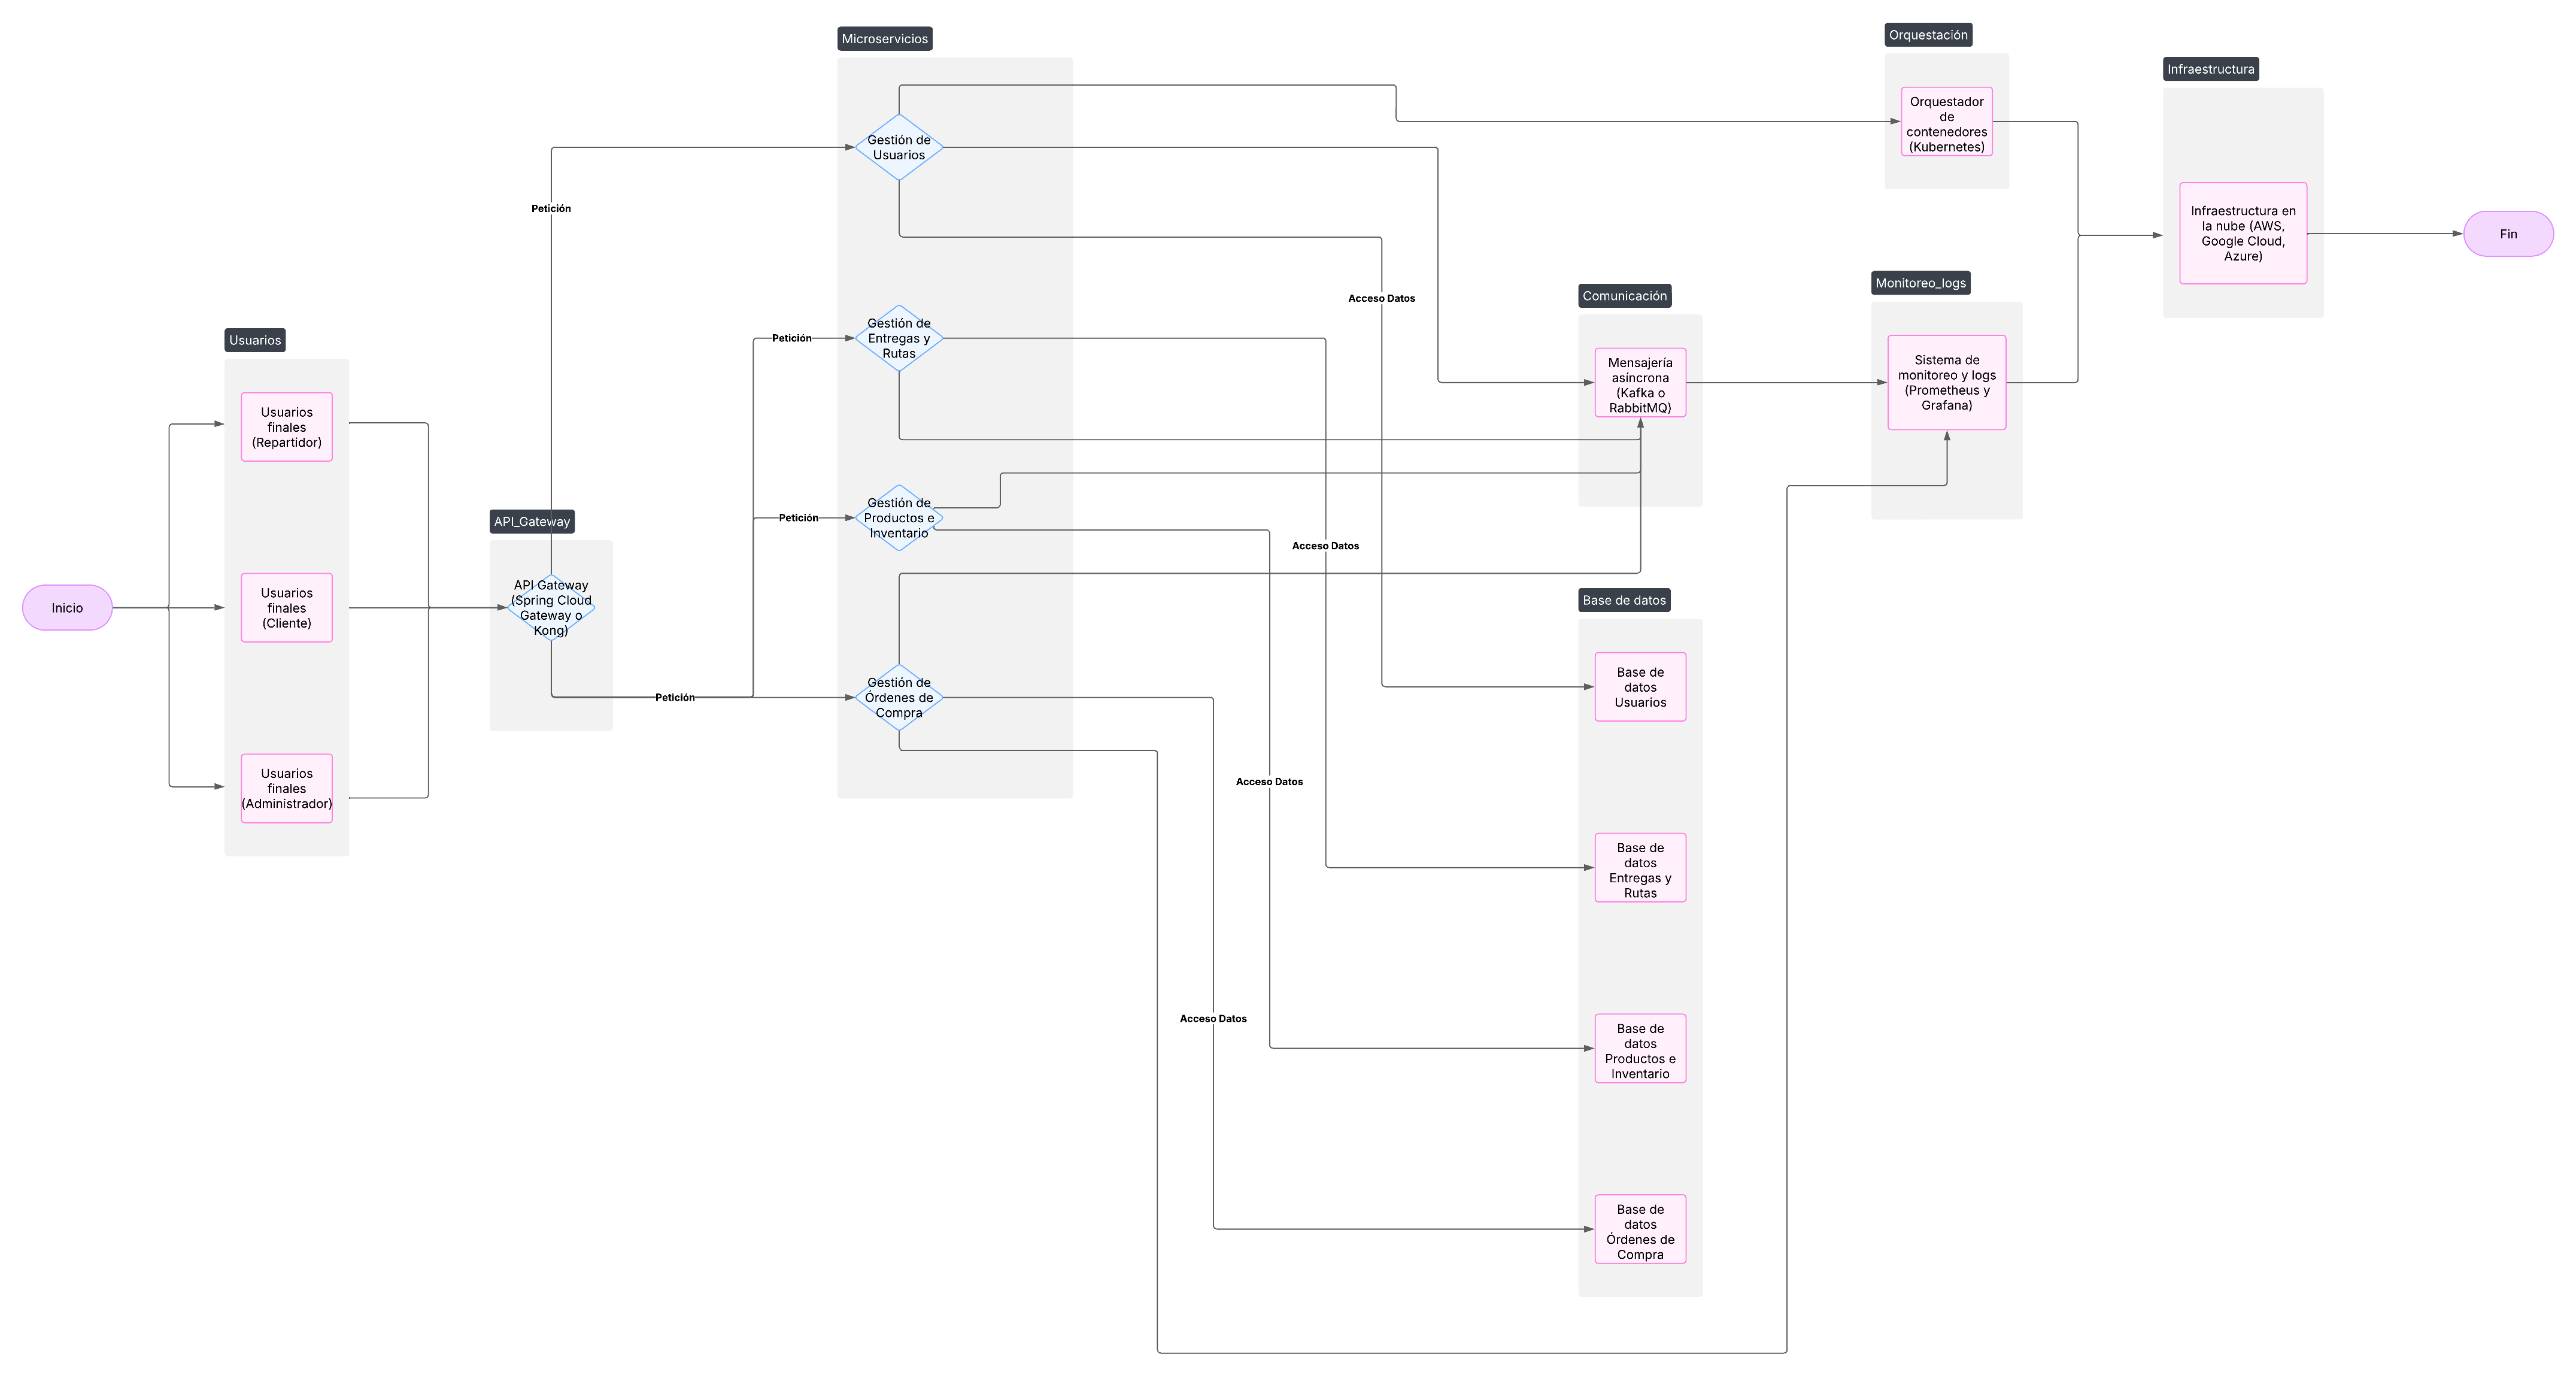 Inicio
Usuarios
Usuarios
finales
(Repartidor)
Usuarios
finales
(Cliente)
Usuarios
finales
(Administrador)
API_Gateway
API Gateway
(Spring Cloud
Gateway o
Kong)
Petición
Petición
Petición
Petición
Microservicios
Gestión de
Usuarios
Gestión de
Entregas y
Rutas
Gestión de
Productos e
Inventario
Gestión de
Órdenes de
Compra
Acceso Datos
Acceso Datos
Acceso Datos
Acceso Datos
Comunicación
Mensajería
asíncrona
(Kafka o
RabbitMQ)
Base de datos
Base de
datos
Usuarios
Base de
datos
Entregas y
Rutas
Base de
datos
Productos e
Inventario
Base de
datos
Órdenes de
Compra
Orquestación
Orquestador
de
contenedores
(Kubernetes)
Monitoreo_logs
Sistema de
monitoreo y logs
(Prometheus y
Grafana)
Infraestructura
Infraestructura en
la nube (AWS,
Google Cloud,
Azure)
Fin